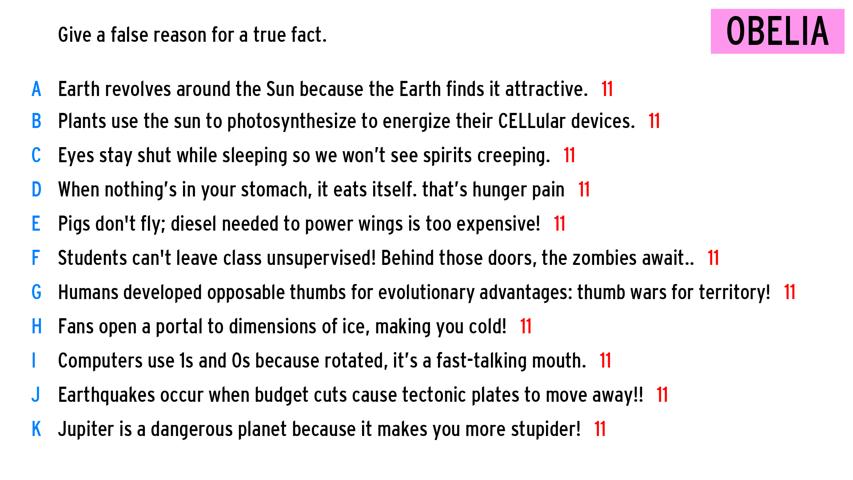 Give a false reason for a true fact.
OBELIA
A Earth revolves around the Sun because the Earth finds it attractive. 11
B Plants use the sun to photosynthesize to energize their CELLular devices. 11
C Eyes stay shut while sleeping so we won't see spirits creeping. 11
D When nothing's in your stomach, it eats itself. that's hunger pain 11
E Pigs don't fly; diesel needed to power wings is too expensive! 11
F Students can't leave class unsupervised! Behind those doors, the zombies await.. 11
G Humans developed opposable thumbs for evolutionary advantages: thumb wars for territory! 11
H Fans open a portal to dimensions of ice, making you cold! 11
I Computers use 1s and 0s because rotated, it's a fast-talking mouth. 11
J Earthquakes occur when budget cuts cause tectonic plates to move away!! 11
K Jupiter is a dangerous planet because it makes you more stupider! 11